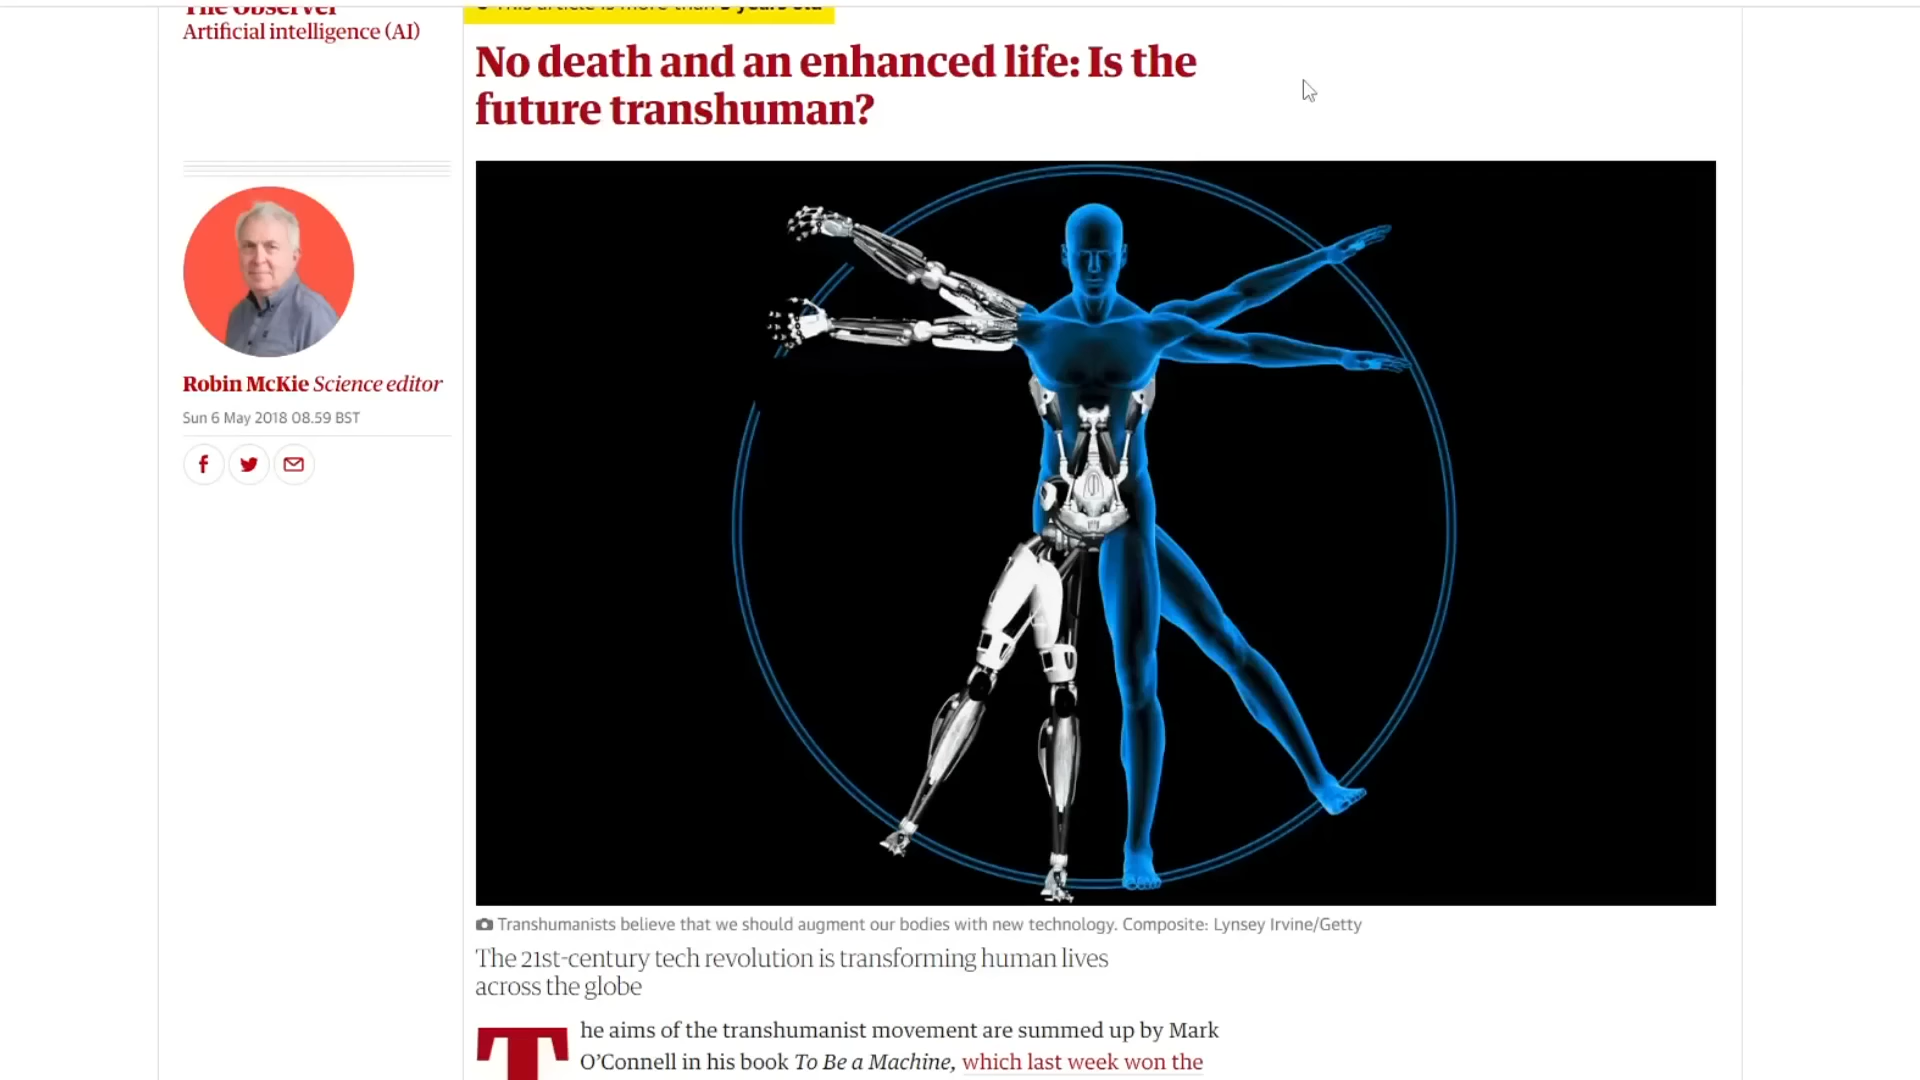 The Observer
Artificial intelligence (AI)
This article is more than 5 years old
No death and an enhanced life: Is the
future transhuman?
Robin McKie Science editor
Sun 6 May 2018 08.59 BST
Transhumanists believe that we should augment our bodies with new technology. Composite: Lynsey Irvine/Getty
The 21st-century tech revolution is transforming human lives
across the globe
The aims of the transhumanist movement are summed up by Mark
O’Connell in his book To Be a Machine, which last week won the